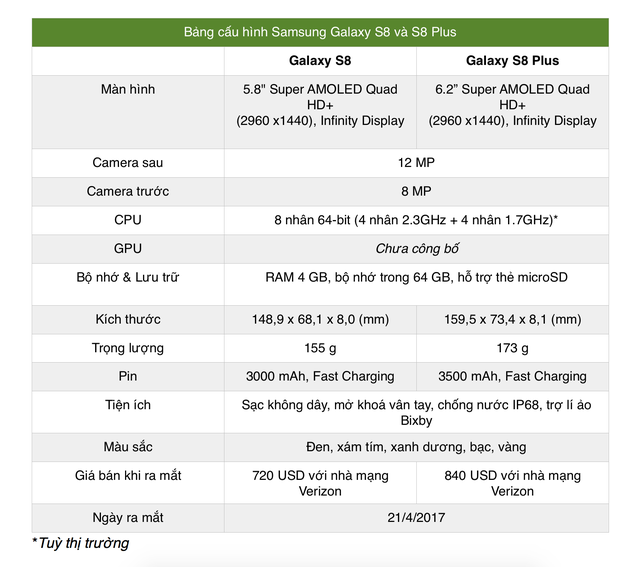 Bảng cấu hình Samsung Galaxy S8 và S8 Plus
Galaxy S8
Galaxy S8 Plus
Màn hình
5.8" Super AMOLED Quad
HD+
(2960 x1440), Infinity Display
6.2” Super AMOLED Quad
HD+
(2960 x1440), Infinity Display
Camera sau
12 MP
Camera trước
8 MP
CPU
8 nhân 64-bit (4 nhân 2.3GHz + 4 nhân 1.7GHz)*
GPU
Chưa công bố
Bộ nhớ & Lưu trữ
RAM 4 GB, bộ nhớ trong 64 GB, hỗ trợ thẻ microSD
Kích thước
148,9 x 68,1 x 8,0 (mm)
159,5 x 73,4 x 8,1 (mm)
Trọng lượng
155 g
173 g
Pin
3000 mAh, Fast Charging
3500 mAh, Fast Charging
Tiện ích
Sạc không dây, mở khoá vân tay, chống nước IP68, trợ lí ảo
Bixby
Màu sắc
Đen, xám tím, xanh dương, bạc, vàng
Giá bán khi ra mắt
720 USD với nhà mạng
Verizon
840 USD với nhà mạng
Verizon
Ngày ra mắt
21/4/2017
*Tuỳ thị trường